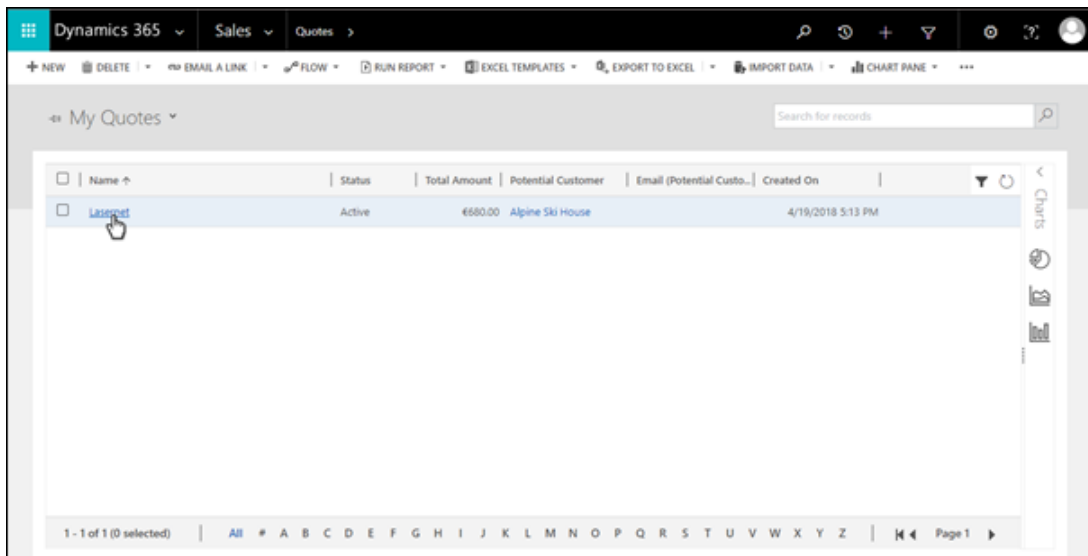 Dynamics 365 Sales Quotes >
+ NEW DELETE EMAIL A LINK FLOW RUN REPORT EXCEL TEMPLATES EXPORT TO EXCEL IMPORT DATA CHART PANE ...
My Quotes
Search for records
Name ↑ Status Total Amount Potential Customer Email (Potential Custo... Created On
Lasernet Active €680.00 Alpine Ski House 4/19/2018 5:13 PM
Charts
1 - 1 of 1 (0 selected) All # A B C D E F G H I J K L M N O P Q R S T U V W X Y Z Page 1